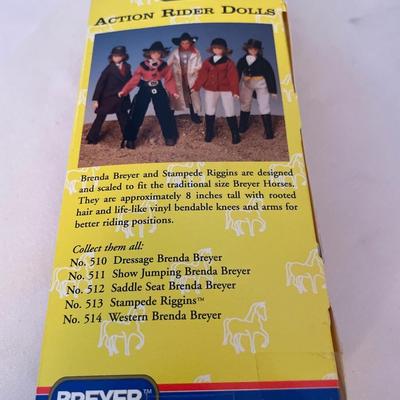 ACTION RIDER DOLLS
Brenda Breyer and Stampede Riggins are designed
and scaled to fit the traditional size Breyer Horses.
They are approximately 8 inches tall with rooted
hair and life-like vinyl bendable knees and arms for
better riding positions.
Collect them all:
No. 510 Dressage Brenda Breyer
No. 511 Show Jumping Brenda Breyer
No. 512 Saddle Seat Brenda Breyer
No. 513 Stampede Riggins™
No. 514 Western Brenda Breyer
BREYER™